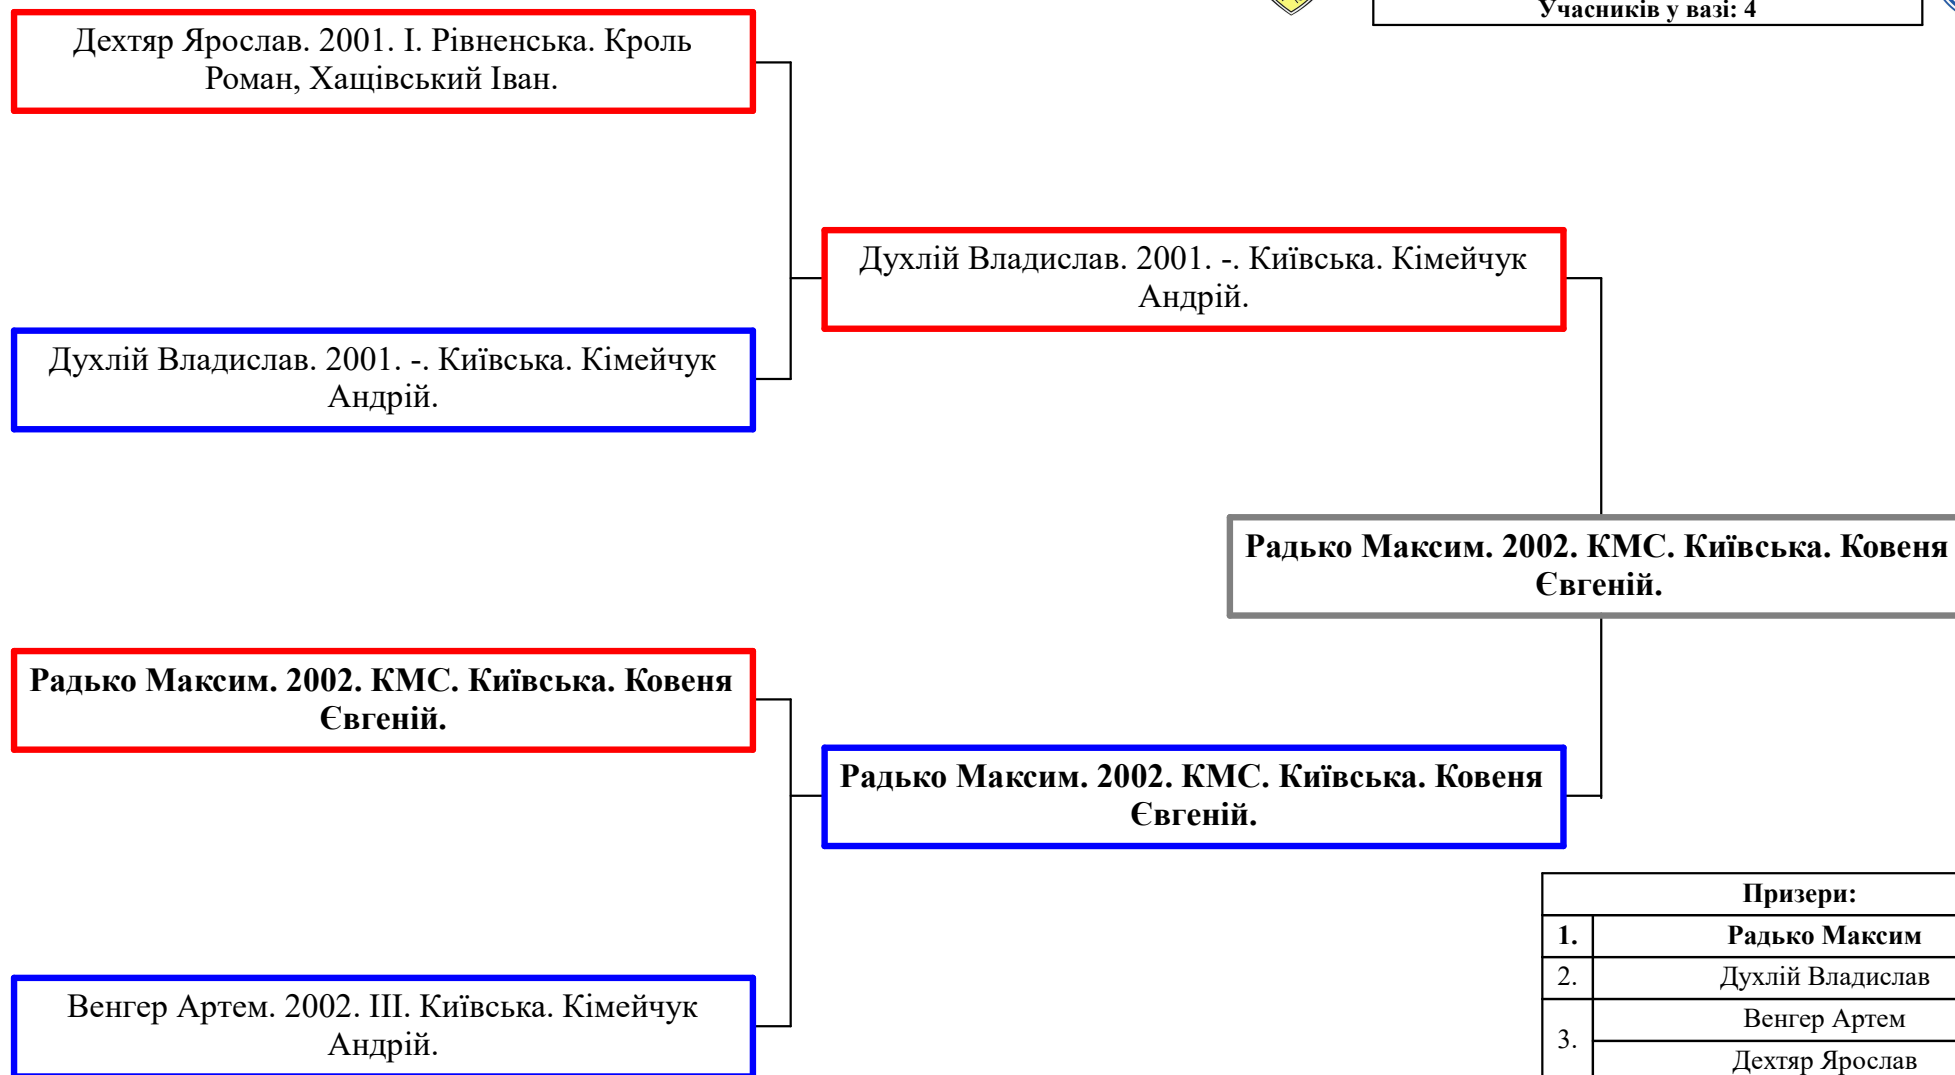 Учасників у вазі: 4
Дехтяр Ярослав. 2001. I. Рівненська. Кроль
Роман, Хащівський Іван.
Духлій Владислав. 2001. -. Київська. Кімейчук
Андрій.
Духлій Владислав. 2001. -. Київська. Кімейчук
Андрій.
Радько Максим. 2002. КМС. Київська. Ковеня
Євгеній.
Радько Максим. 2002. КМС. Київська. Ковеня
Євгеній.
Радько Максим. 2002. КМС. Київська. Ковеня
Євгеній.
Венгер Артем. 2002. III. Київська. Кімейчук
Андрій.
Призери:
1. Радько Максим
2. Духлій Владислав
3. Венгер Артем
Дехтяр Ярослав